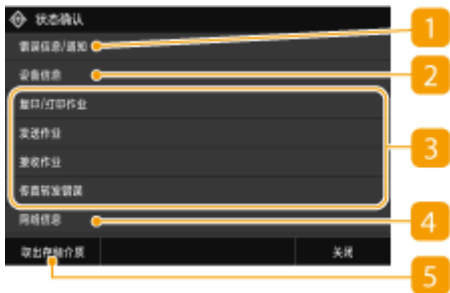 状态确认
1
错误信息/通知
2
设备信息
复印/打印作业
发送作业
3
接收作业
传真转发错误
网络信息
4
取出存储介质
关闭
5